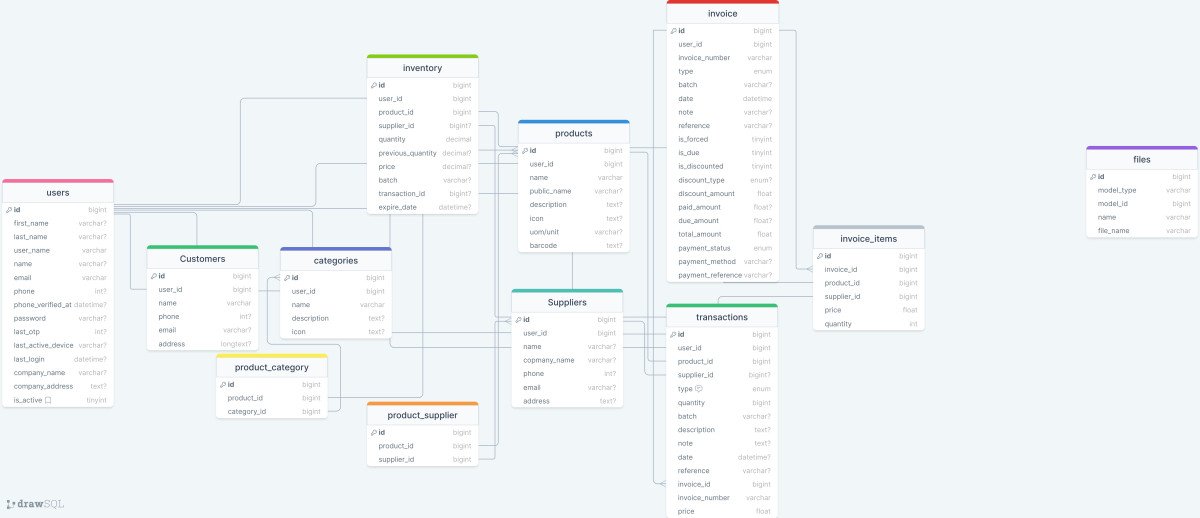 users
id bigint
first_name varchar?
last_name varchar?
user_name varchar
name varchar?
email varchar
phone int?
phone_verified_at datetime?
password varchar?
last_otp int?
last_active_device varchar?
last_login datetime?
company_name varchar?
company_address text?
is_active tinyint
Customers
id bigint
user_id bigint
name varchar
phone int?
email varchar?
address longtext?
categories
id bigint
user_id bigint
name varchar
description text?
icon text?
product_category
id bigint
product_id bigint
category_id bigint
inventory
id bigint
user_id bigint
product_id bigint
supplier_id bigint?
quantity decimal
previous_quantity decimal?
price decimal?
batch varchar?
transaction_id bigint?
expire_date datetime?
product_supplier
id bigint
product_id bigint
supplier_id bigint
products
id bigint
user_id bigint
name varchar
public_name varchar?
description text?
icon text?
uom/unit varchar?
barcode text?
Suppliers
id bigint
user_id bigint
name varchar?
copmany_name varchar?
phone int?
email varchar?
address text?
invoice
id bigint
user_id bigint
invoice_number varchar
type enum
batch varchar?
date datetime
note varchar?
reference varchar?
is_forced tinyint
is_due tinyint
is_discounted tinyint
discount_type enum?
discount_amount float
paid_amount float?
due_amount float?
total_amount float?
payment_status enum
payment_method varchar?
payment_reference varchar?
transactions
id bigint
user_id bigint
product_id bigint
supplier_id bigint?
type enum
quantity bigint
batch varchar?
description text?
note text?
date datetime?
reference varchar?
invoice_id bigint
invoice_number varchar
price float
invoice_items
id bigint
invoice_id bigint
product_id bigint
supplier_id bigint
price float
quantity int
files
id bigint
model_type varchar
model_id bigint
name varchar
file_name varchar
drawSQL